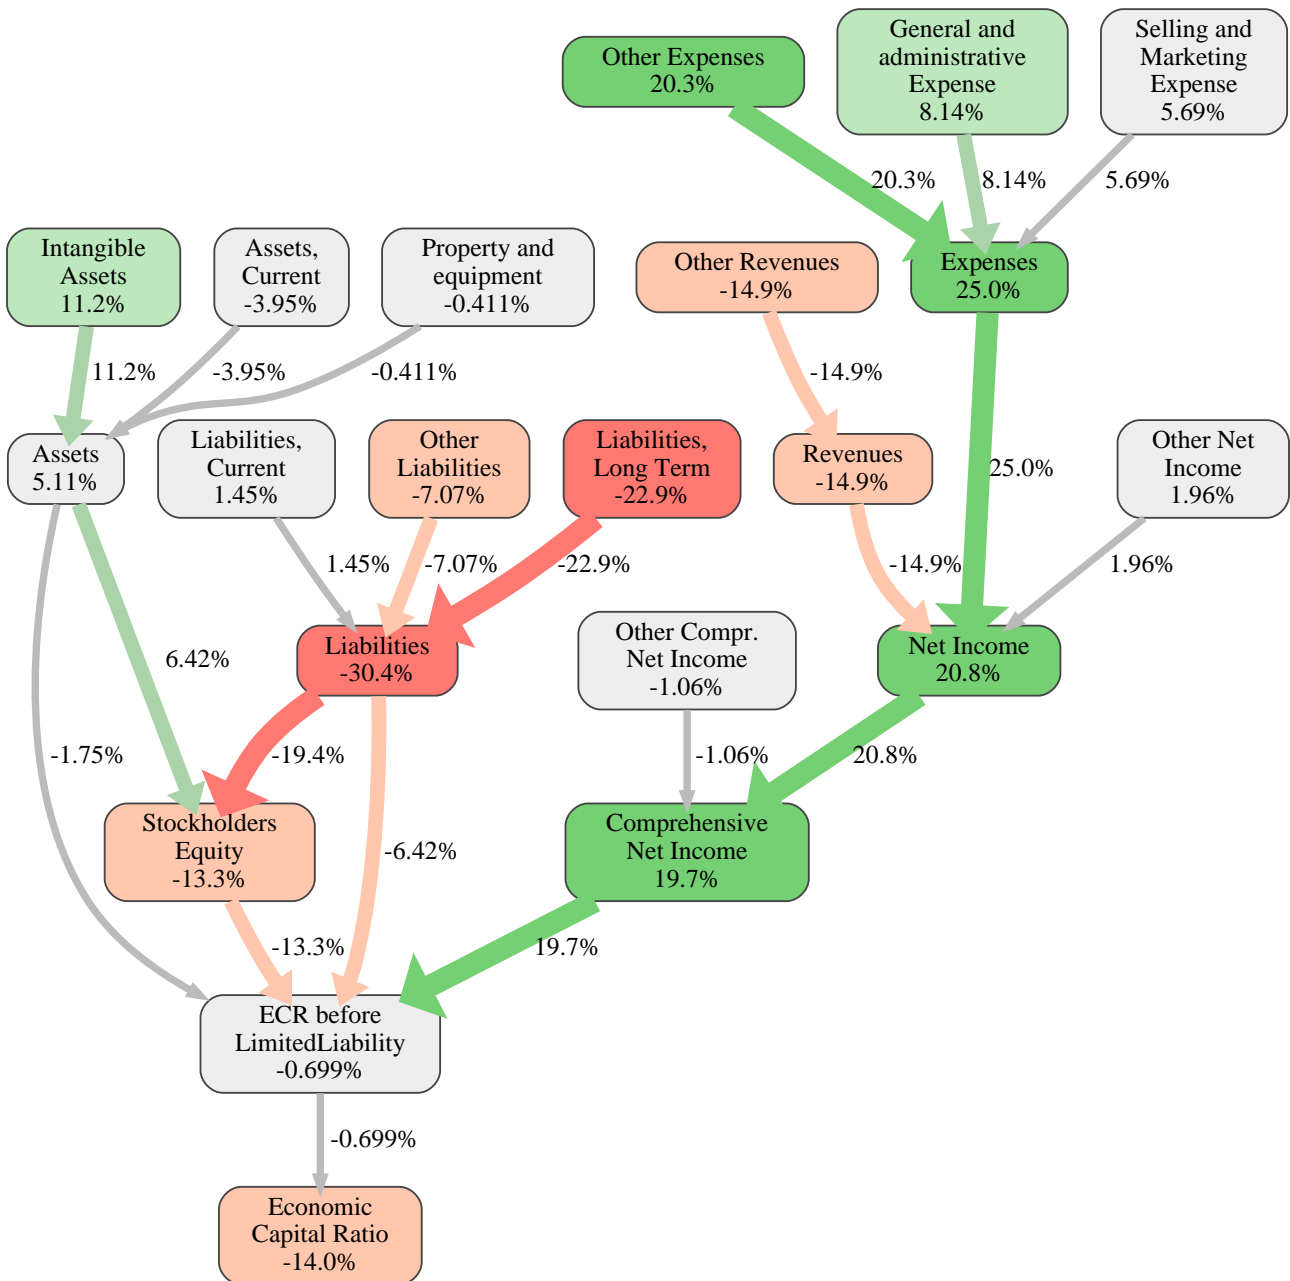 Other Expenses
20.3%
General and
administrative
Expense
8.14%
Selling and
Marketing
Expense
5.69%
20.3%
8.14%
5.69%
Intangible
Assets
11.2%
Assets,
Current
-3.95%
Property and
equipment
-0.411%
Other Revenues
-14.9%
Expenses
25.0%
11.2%
-3.95%
-0.411%
-14.9%
Assets
5.11%
Liabilities,
Current
1.45%
Other
Liabilities
-7.07%
Liabilities,
Long Term
-22.9%
Revenues
-14.9%
25.0%
Other Net
Income
1.96%
1.45%
-7.07%
-22.9%
-14.9%
1.96%
6.42%
Liabilities
-30.4%
Other Compr.
Net Income
-1.06%
Net Income
20.8%
-1.75%
-19.4%
-1.06%
20.8%
Stockholders
Equity
-13.3%
-6.42%
Comprehensive
Net Income
19.7%
-13.3%
19.7%
ECR before
LimitedLiability
-0.699%
-0.699%
Economic
Capital Ratio
-14.0%